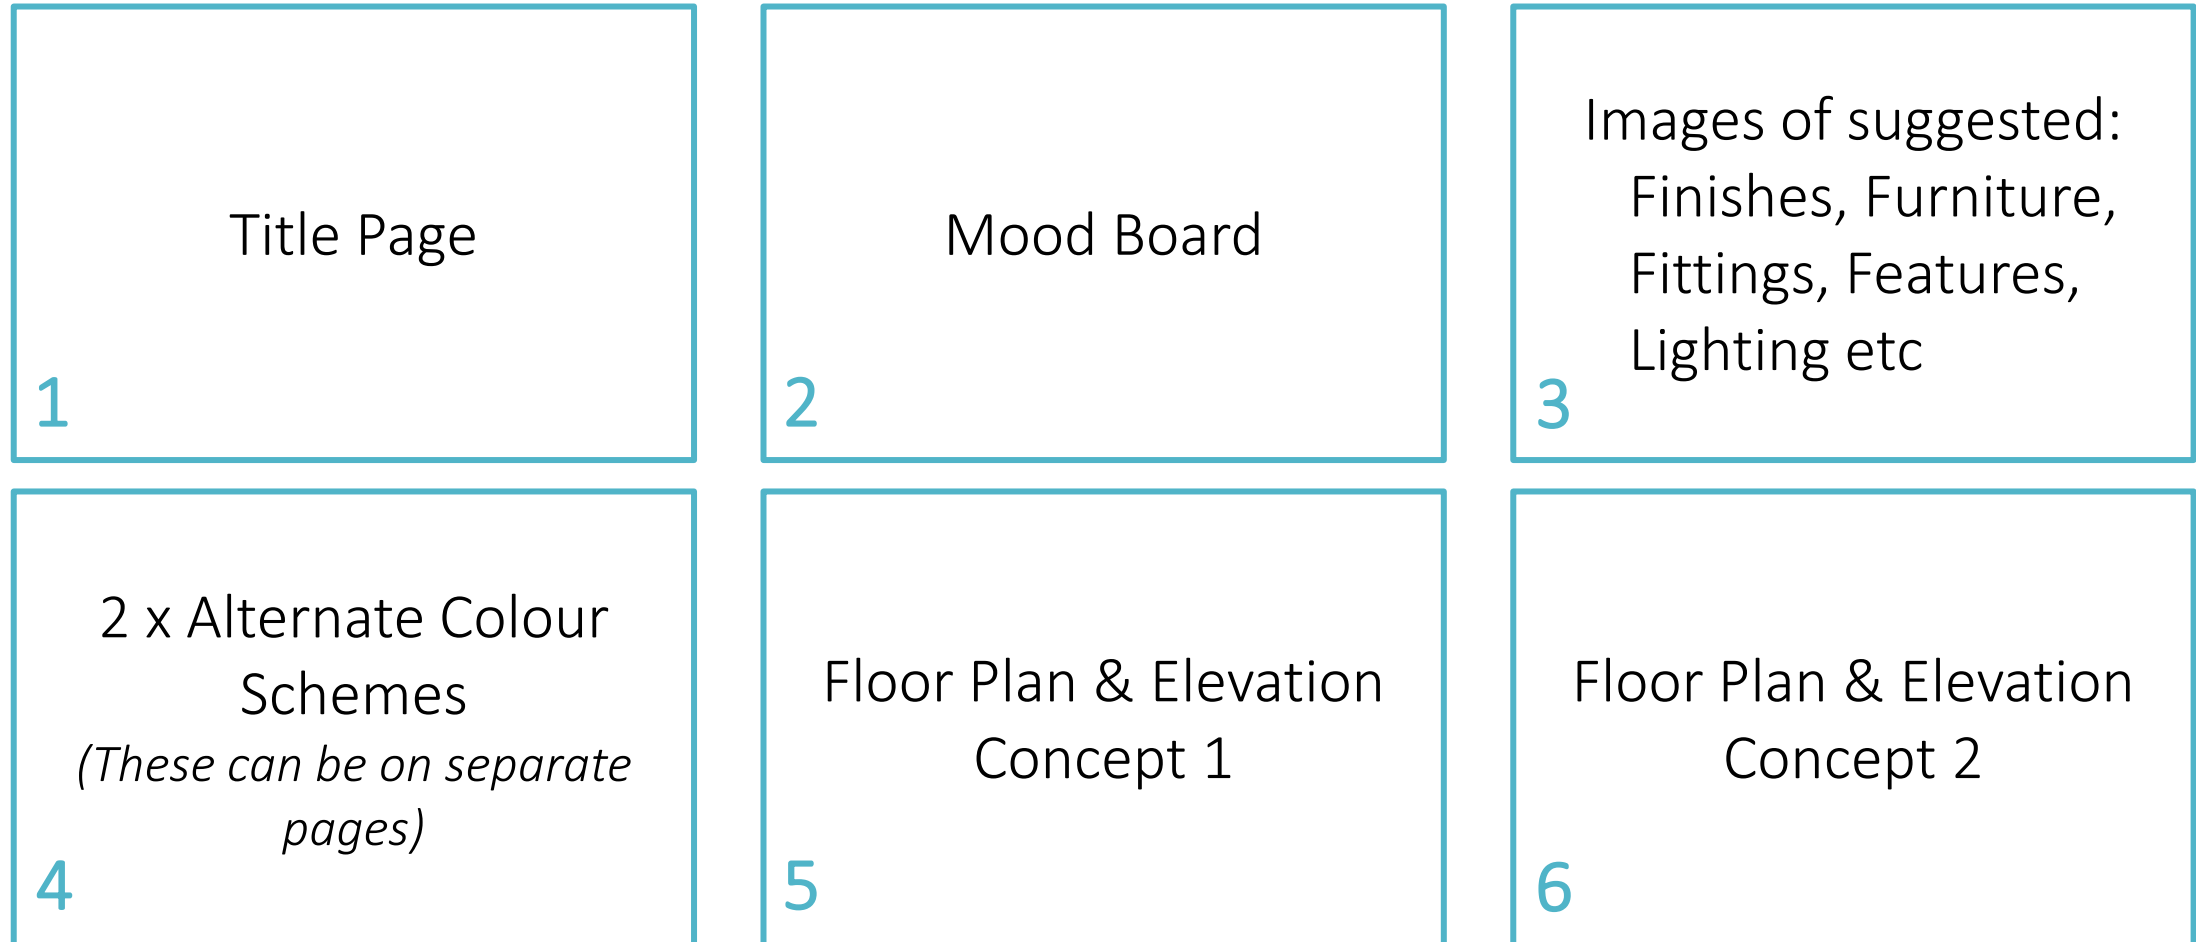 Title Page
1
Mood Board
2
Images of suggested:
Finishes, Furniture,
Fittings, Features,
Lighting etc
3
2 x Alternate Colour
Schemes
(These can be on separate
pages)
4
Floor Plan & Elevation
Concept 1
5
Floor Plan & Elevation
Concept 2
6